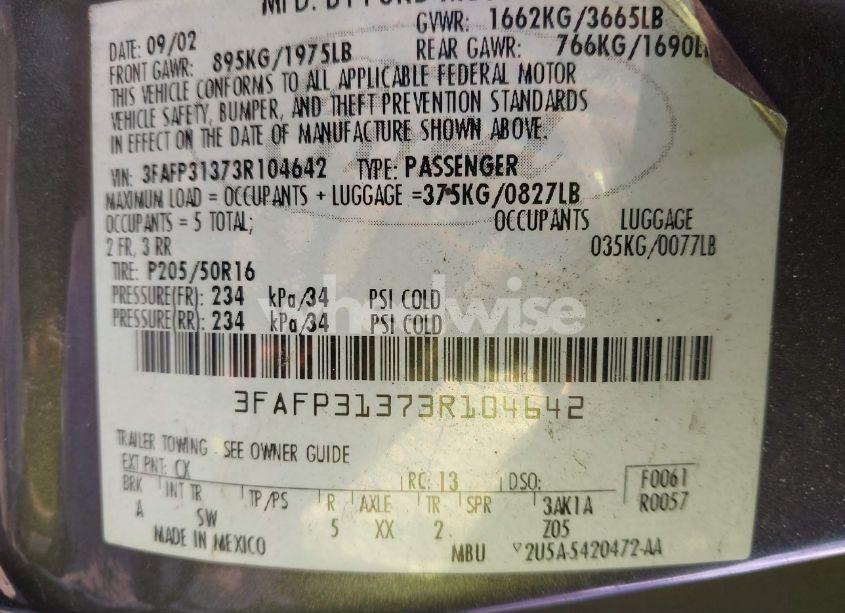 MFD. BY FORD
GVWR: 1662KG/3665LB
DATE: 09/02
FRONT GAWR: 895KG/1975LB REAR GAWR: 766KG/1690LB
THIS VEHICLE CONFORMS TO ALL APPLICABLE FEDERAL MOTOR
VEHICLE SAFETY, BUMPER, AND THEFT PREVENTION STANDARDS
IN EFFECT ON THE DATE OF MANUFACTURE SHOWN ABOVE.
VIN: 3FAFP31373R104642 TYPE: PASSENGER
MAXIMUM LOAD = OCCUPANTS + LUGGAGE =375KG/0827LB
OCCUPANTS = 5 TOTAL; OCCUPANTS LUGGAGE
2 FR, 3 RR 035KG/0077LB
TIRE: P205/50R16
PRESSURE(FR): 234 kPa/34 PSI COLD
PRESSURE(RR): 234 kPa/34 PSI COLD
wheelwise
3FAFP31373R104642
TRAILER TOWING - SEE OWNER GUIDE
EXT PNT: CX RC: 13 DSO: F0061
BRK INT TR TP/PS R AXLE TR SPR 3AK1A R0057
A SW 5 XX 2 Z05
MADE IN MEXICO MBU 2U5A-5420472-AA